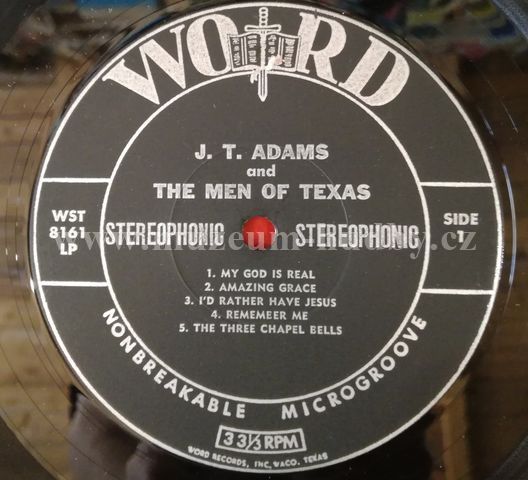 WORD
J. T. ADAMS
and
THE MEN OF TEXAS
WST
8161
LP
STEREOPHONIC STEREOPHONIC
SIDE
1
1. MY GOD IS REAL
2. AMAZING GRACE
3. I'D RATHER HAVE JESUS
4. REMEMBER ME
5. THE THREE CHAPEL BELLS
NONBREAKABLE MICROGROOVE
33⅓ RPM
WORD RECORDS, INC. WACO, TEXAS